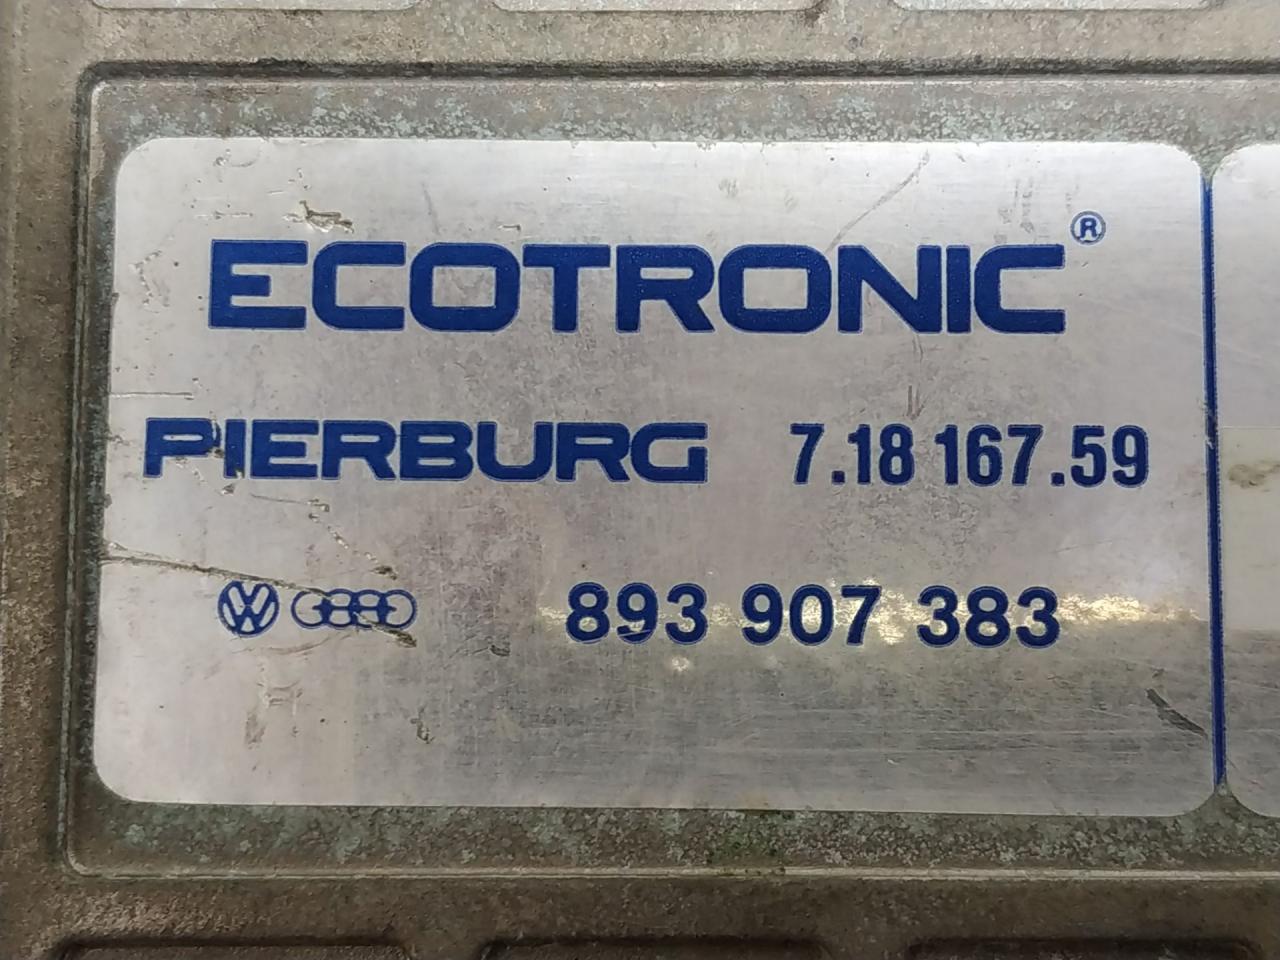 ECOTRONIC®
PIERBURG 7.18 167.59
893 907 383